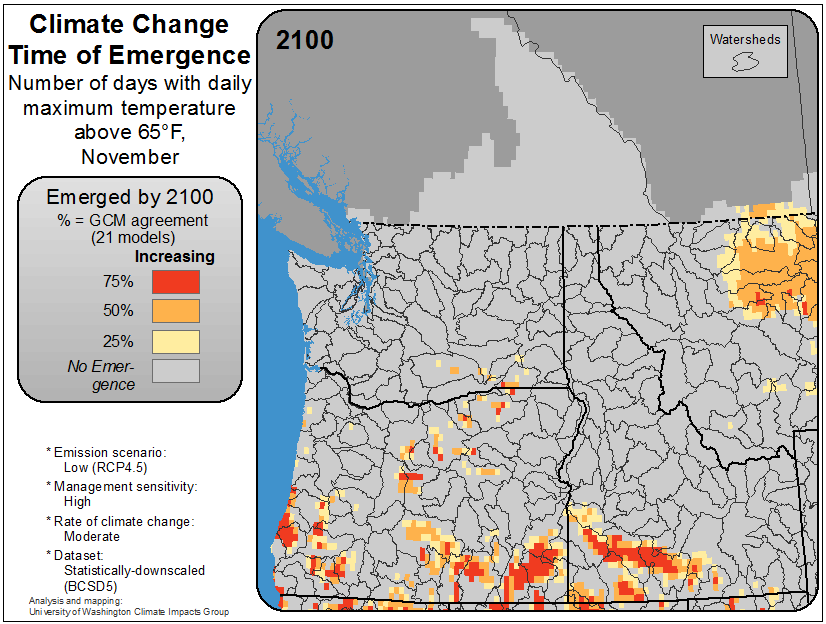 Climate Change
Time of Emergence
Number of days with daily
maximum temperature
above 65°F,
November
Emerged by 2100
% = GCM agreement
(21 models)
Increasing
75%
50%
25%
No Emer-
gence
* Emission scenario:
Low (RCP4.5)
* Management sensitivity:
High
* Rate of climate change:
Moderate
* Dataset:
Statistically-downscaled
(BCSD5)
Analysis and mapping:
University of Washington Climate Impacts Group
2100
Watersheds